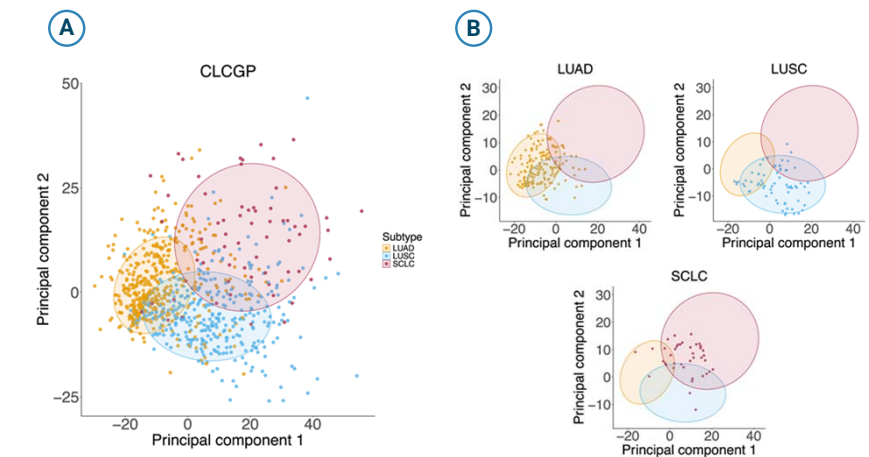 A
B
CLCGP
Principal component 2
50
25
0
−25
−20 0 20 40
Principal component 1
Subtype
LUAD
LUSC
SCLC
LUAD
Principal component 2
30
20
10
0
−10
−20 0 20 40
Principal component 1
LUSC
Principal component 2
30
20
10
0
−10
−20 0 20 40
Principal component 1
SCLC
Principal component 2
30
20
10
0
−10
−20 0 20 40
Principal component 1